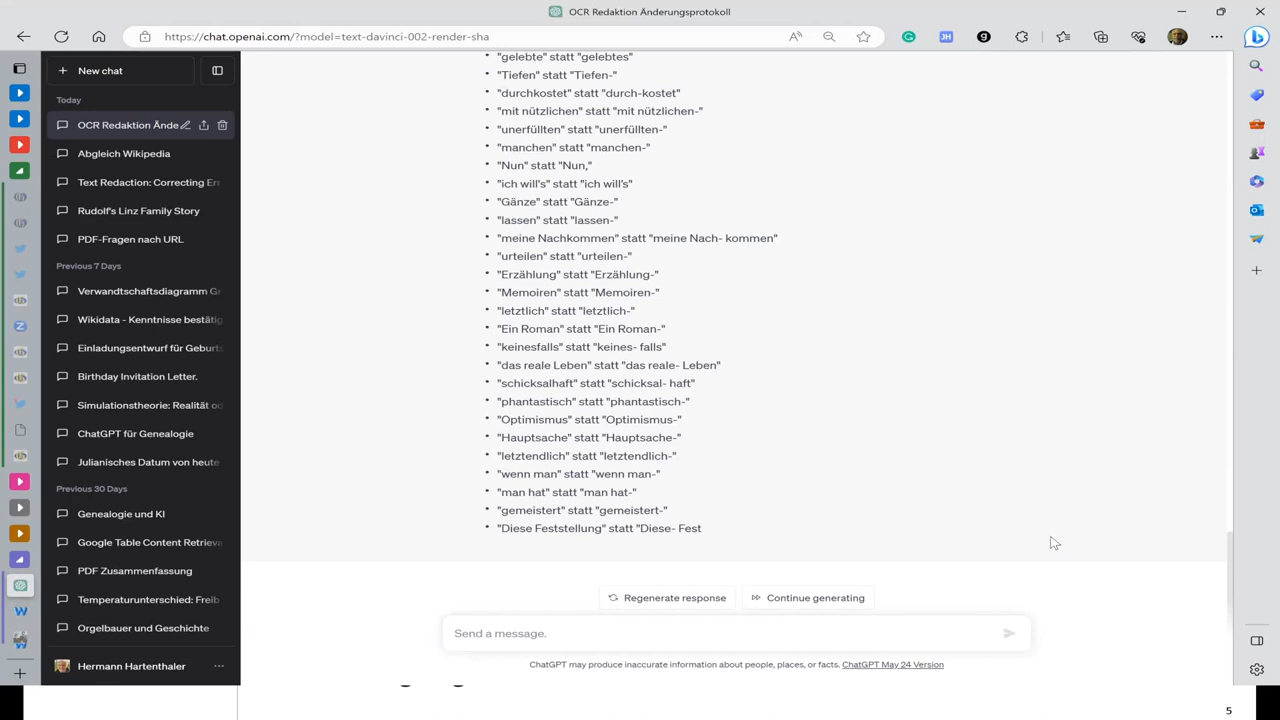 OCR Redaktion Änderungsprotokoll
https://chat.openai.com/?model=text-davinci-002-render-sha
New chat
Today
OCR Redaktion Ände
Abgleich Wikipedia
Text Redaction: Correcting Err
Rudolf's Linz Family Story
PDF-Fragen nach URL
Previous 7 Days
Verwandtschaftsdiagramm Gr
Wikidata - Kenntnisse bestätig
Einladungsentwurf für Geburts
Birthday Invitation Letter.
Simulationstheorie: Realität od
ChatGPT für Genealogie
Julianisches Datum von heute
Previous 30 Days
Genealogie und KI
Google Table Content Retrieva
PDF Zusammenfassung
Temperaturunterschied: Freib
Orgelbauer und Geschichte
Hermann Hartenthaler
• "gelebte" statt "gelebtes"
• "Tiefen" statt "Tiefen-"
• "durchkostet" statt "durch-kostet"
• "mit nützlichen" statt "mit nützlichen-"
• "unerfüllten" statt "unerfüllten-"
• "manchen" statt "manchen-"
• "Nun" statt "Nun,"
• "ich will's" statt "ich will’s"
• "Gänze" statt "Gänze-"
• "lassen" statt "lassen-"
• "meine Nachkommen" statt "meine Nach- kommen"
• "urteilen" statt "urteilen-"
• "Erzählung" statt "Erzählung-"
• "Memoiren" statt "Memoiren-"
• "letztlich" statt "letztlich-"
• "Ein Roman" statt "Ein Roman-"
• "keinesfalls" statt "keines- falls"
• "das reale Leben" statt "das reale- Leben"
• "schicksalhaft" statt "schicksal- haft"
• "phantastisch" statt "phantastisch-"
• "Optimismus" statt "Optimismus-"
• "Hauptsache" statt "Hauptsache-"
• "letztendlich" statt "letztendlich-"
• "wenn man" statt "wenn man-"
• "man hat" statt "man hat-"
• "gemeistert" statt "gemeistert-"
• "Diese Feststellung" statt "Diese- Fest
Regenerate response
Continue generating
Send a message.
ChatGPT may produce inaccurate information about people, places, or facts. ChatGPT May 24 Version
JH
g
W
5